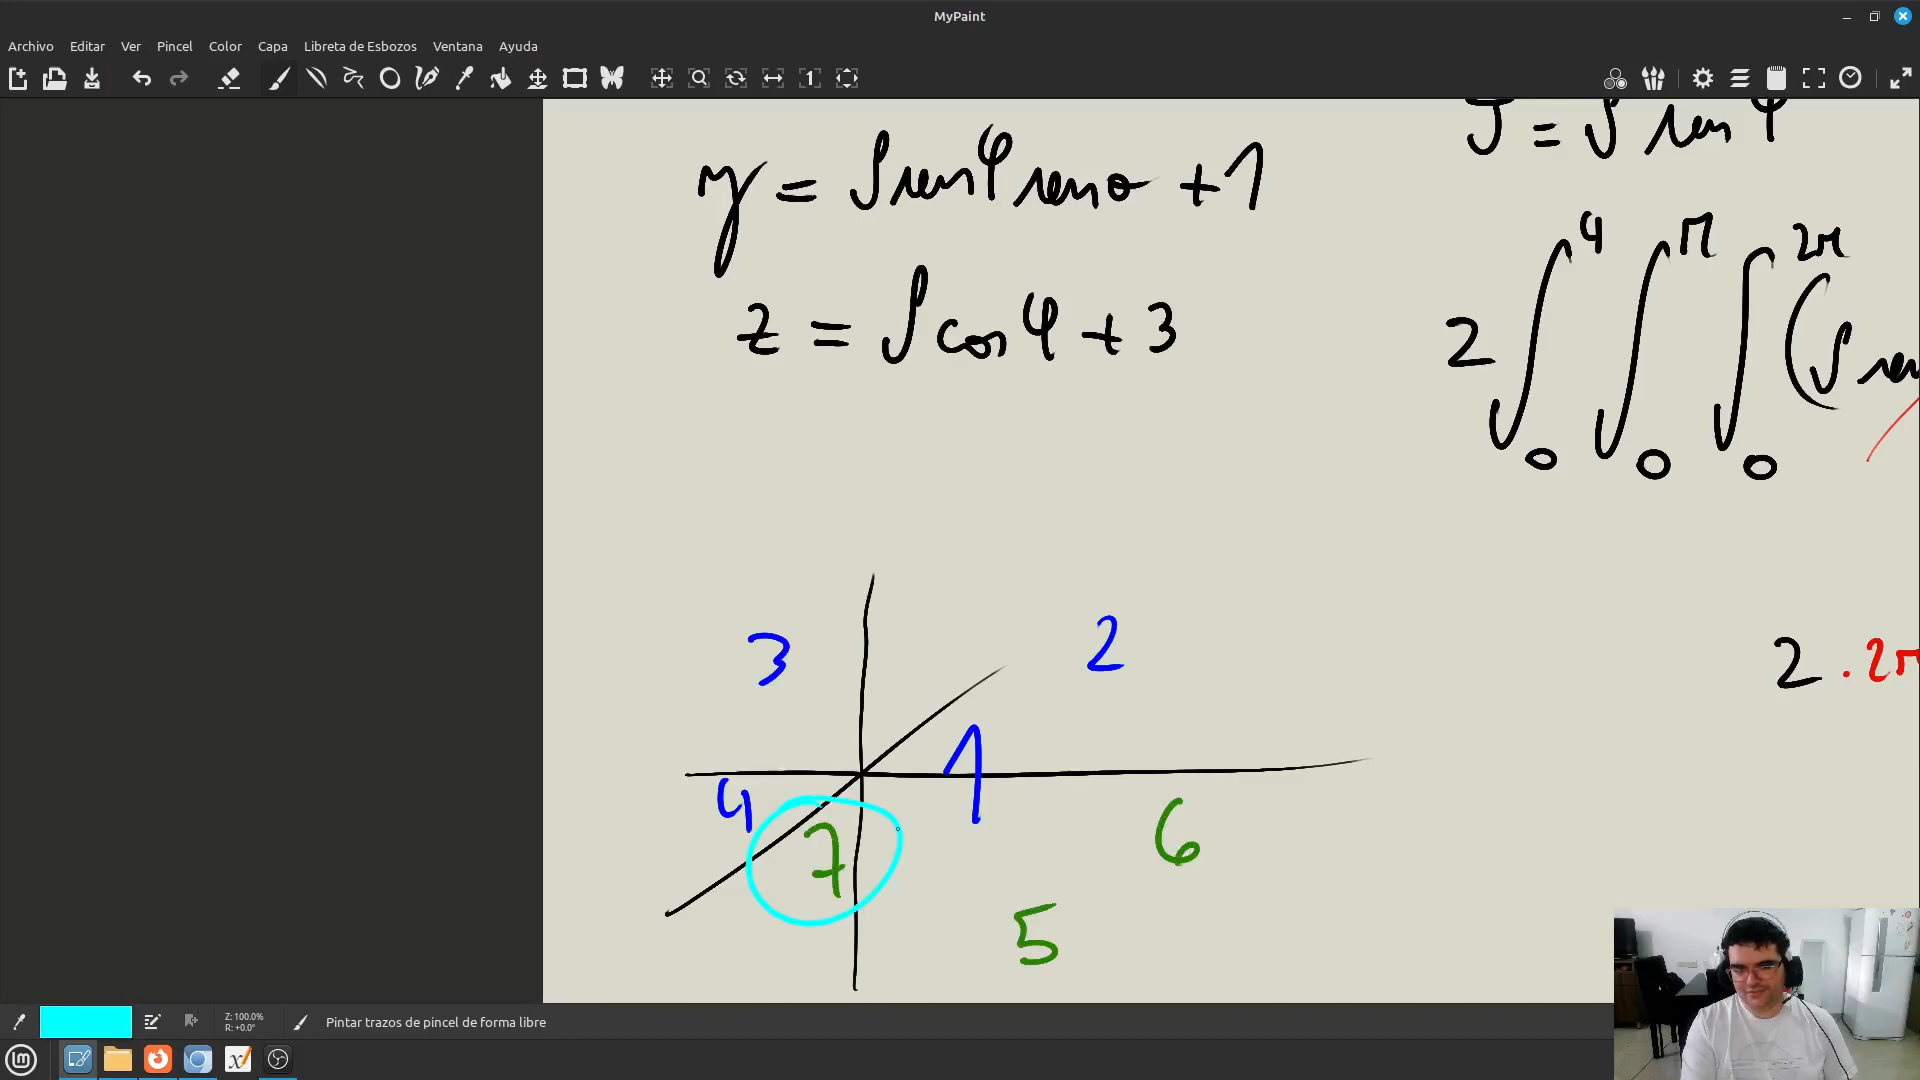 MyPaint
Archivo Editar Ver Pincel Color Capa Libreta de Esbozos Ventana Ayuda
J = ρ sen φ
y = ρ sen φ sen θ + 1
z = ρ cos φ + 3
2 ∫₀⁴ ∫₀^π ∫₀^2π (ρ sen
3 2
1
4
7 6
5
2 . 2π
Z: 100.0%
R: +0.0°
Pintar trazos de pincel de forma libre